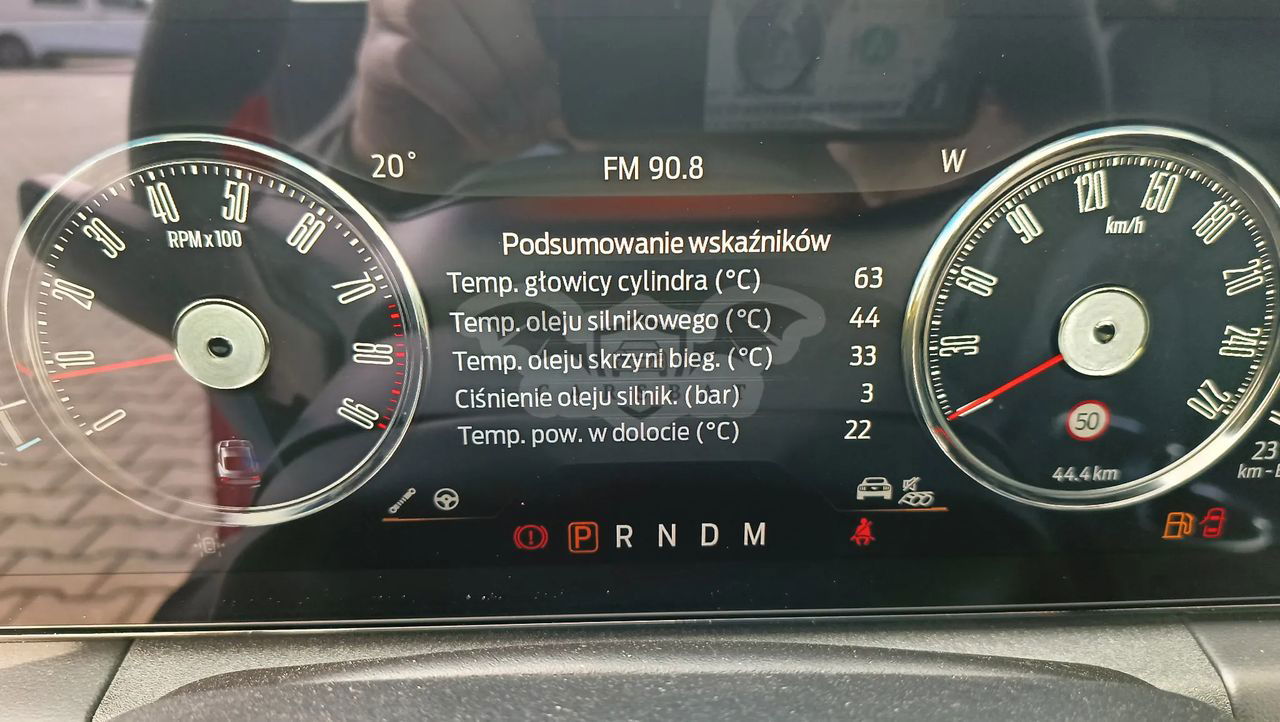 20°
FM 90.8
W
0
10
20
30
40
50
60
70
80
90
RPM x 100
Podsumowanie wskaźników
Temp. głowicy cylindra (°C) 63
Temp. oleju silnikowego (°C) 44
Temp. oleju skrzyni bieg. (°C) 33
Ciśnienie oleju silnik. (bar) 3
Temp. pow. w dolocie (°C) 22
30
60
90
120
150
180
210
240
270
km/h
50
44.4 km
P R N D M